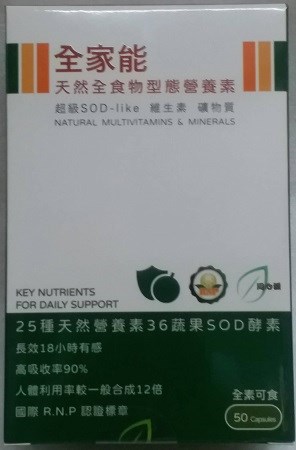 全家能
天然全食物型態營養素
超級SOD-like 維生素 礦物質
NATURAL MULTIVITAMINS & MINERALS
KEY NUTRIENTS
FOR DAILY SUPPORT
25種天然營養素36蔬果SOD酵素
長效18小時有感
高吸收率90%
人體利用率較一般合成12倍
國際 R.N.P 認證標章
全素可食
50 Capsules